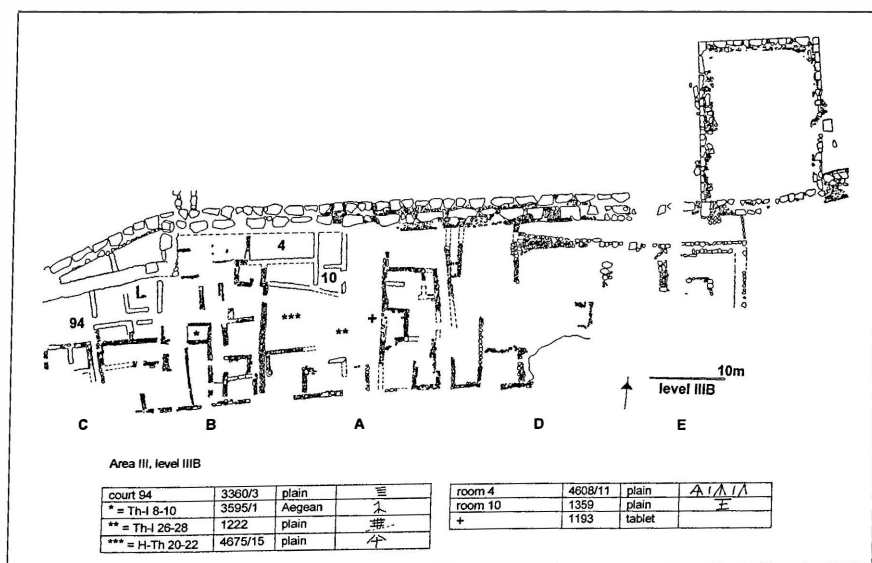 4
10
L
94
***
**
*
+
10m
level IIIB
C B A D E
Area III, level IIIB
court 94 3360/3 plain
* = Th-I 8-10 3595/1 Aegean
** = Th-I 26-28 1222 plain
*** = H-Th 20-22 4675/15 plain
room 4 4608/11 plain
room 10 1359 plain
+ 1193 tablet